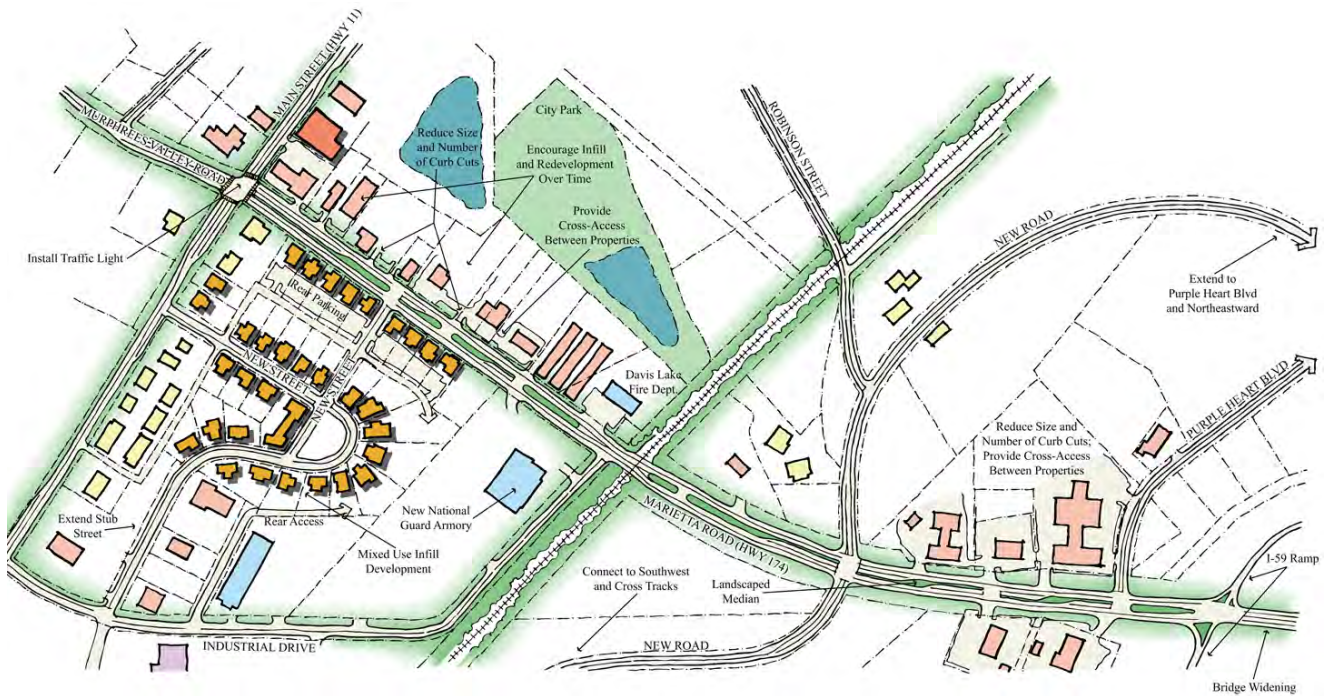 MAIN STREET (HWY 11)
MURPHREES VALLEY ROAD
City Park
Reduce Size
and Number
of Curb Cuts
Encourage Infill
and Redevelopment
Over Time
ROBINSON STREET
Provide
Cross-Access
Between Properties
NEW ROAD
Install Traffic Light
Rear Parking
Extend to
Purple Heart Blvd
and Northeastward
NEW STREET
NEW STREET
Davis Lake
Fire Dept.
PURPLE HEART BLVD
Reduce Size and
Number of Curb Cuts;
Provide Cross-Access
Between Properties
New National
Guard Armory
MARIETTA ROAD (HWY 174)
Extend Stub
Street
Rear Access
Mixed Use Infill
Development
Connect to Southwest
and Cross Tracks
Landscaped
Median
I-59 Ramp
INDUSTRIAL DRIVE
NEW ROAD
Bridge Widening